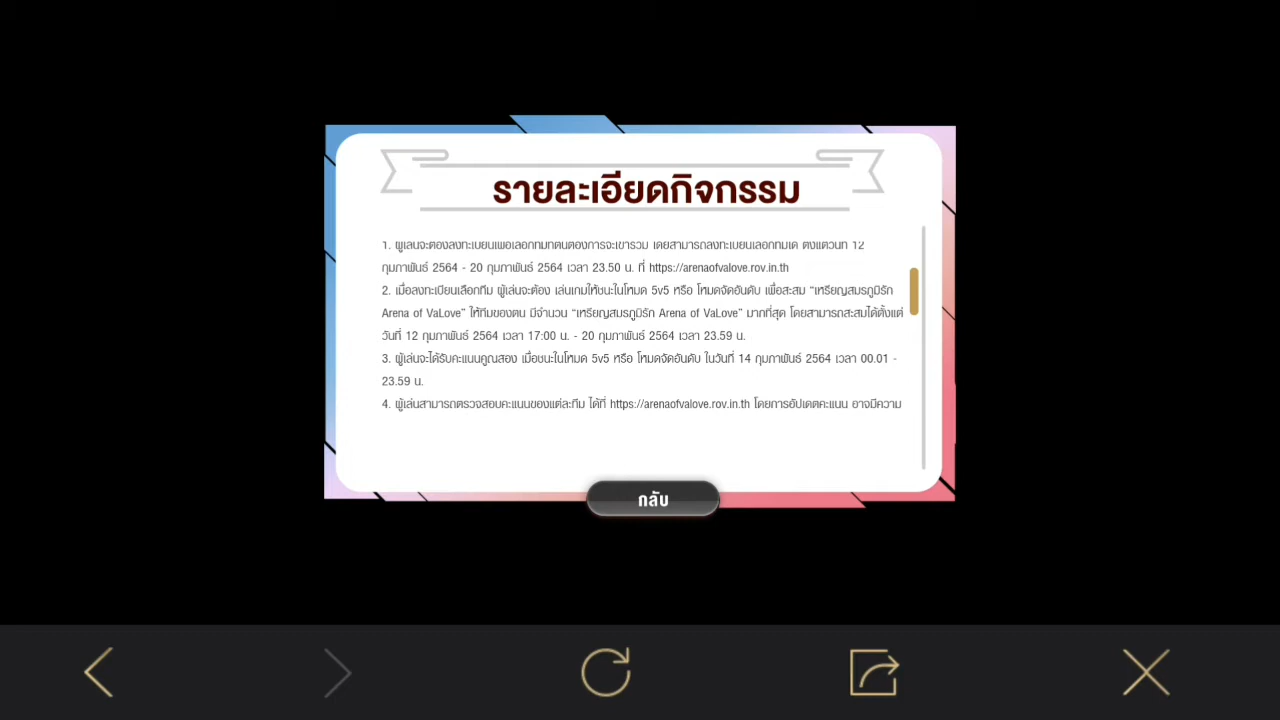 รายละเอียดกิจกรรม
1. ผู้เล่นจะต้องลงทะเบียนเพื่อเลือกทีมที่ตนต้องการจะเข้าร่วม โดยสามารถลงทะเบียนเลือกทีมได้ ตั้งแต่วันที่ 12
กุมภาพันธ์ 2564 - 20 กุมภาพันธ์ 2564 เวลา 23.50 น. ที่ https://arenaofvalove.rov.in.th
2. เมื่อลงทะเบียนเลือกทีม ผู้เล่นจะต้อง เล่นเกมให้ชนะในโหมด 5v5 หรือ โหมดจัดอันดับ เพื่อสะสม “เหรียญสมรภูมิรัก
Arena of VaLove” ให้ทีมของตน มีจำนวน “เหรียญสมรภูมิรัก Arena of VaLove” มากที่สุด โดยสามารถสะสมได้ตั้งแต่
วันที่ 12 กุมภาพันธ์ 2564 เวลา 17:00 น. - 20 กุมภาพันธ์ 2564 เวลา 23.59 น.
3. ผู้เล่นจะได้รับคะแนนคูณสอง เมื่อชนะในโหมด 5v5 หรือ โหมดจัดอันดับ ในวันที่ 14 กุมภาพันธ์ 2564 เวลา 00.01 -
23.59 น.
4. ผู้เล่นสามารถตรวจสอบคะแนนของแต่ละทีม ได้ที่ https://arenaofvalove.rov.in.th โดยการอัปเดตคะแนน อาจมีความ
กลับ